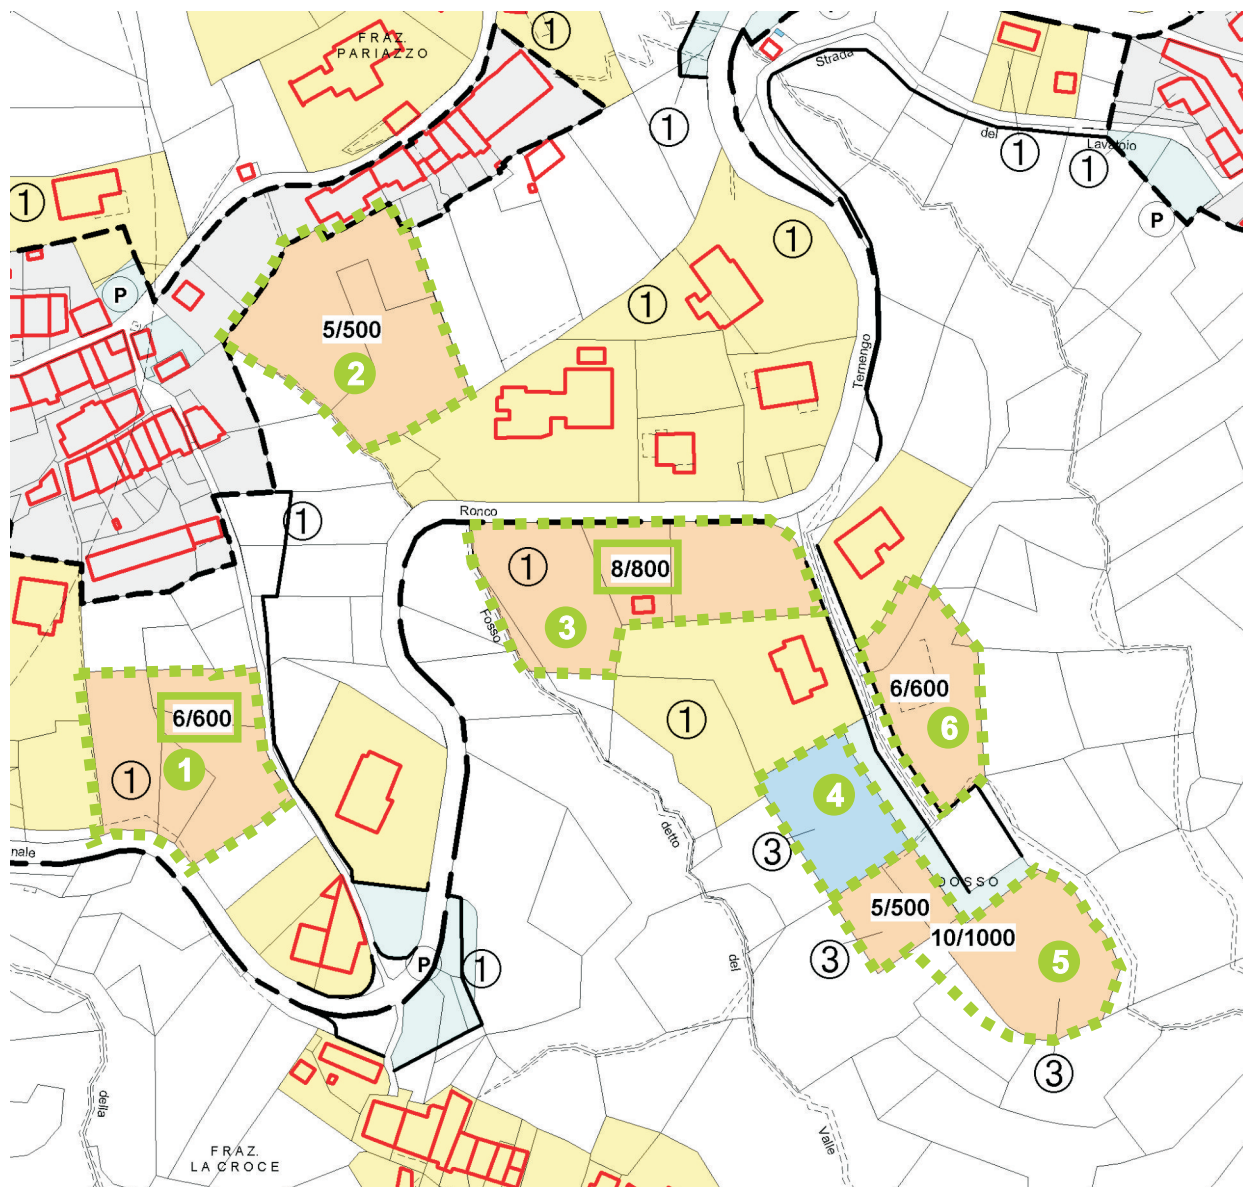 FRAZ.
PARIAZZO
1
1
Strada
del
Lavatoio
1
1
P
1
1
1
P
5/500
2
Ternengo
1
Ronco
1
8/800
3
Fosso
6/600
1
1
6/600
6
1
4
3
detto
nale
DOSSO
5/500
10/1000
3
5
P
1
del
3
della
Valle
FRAZ.
LA CROCE